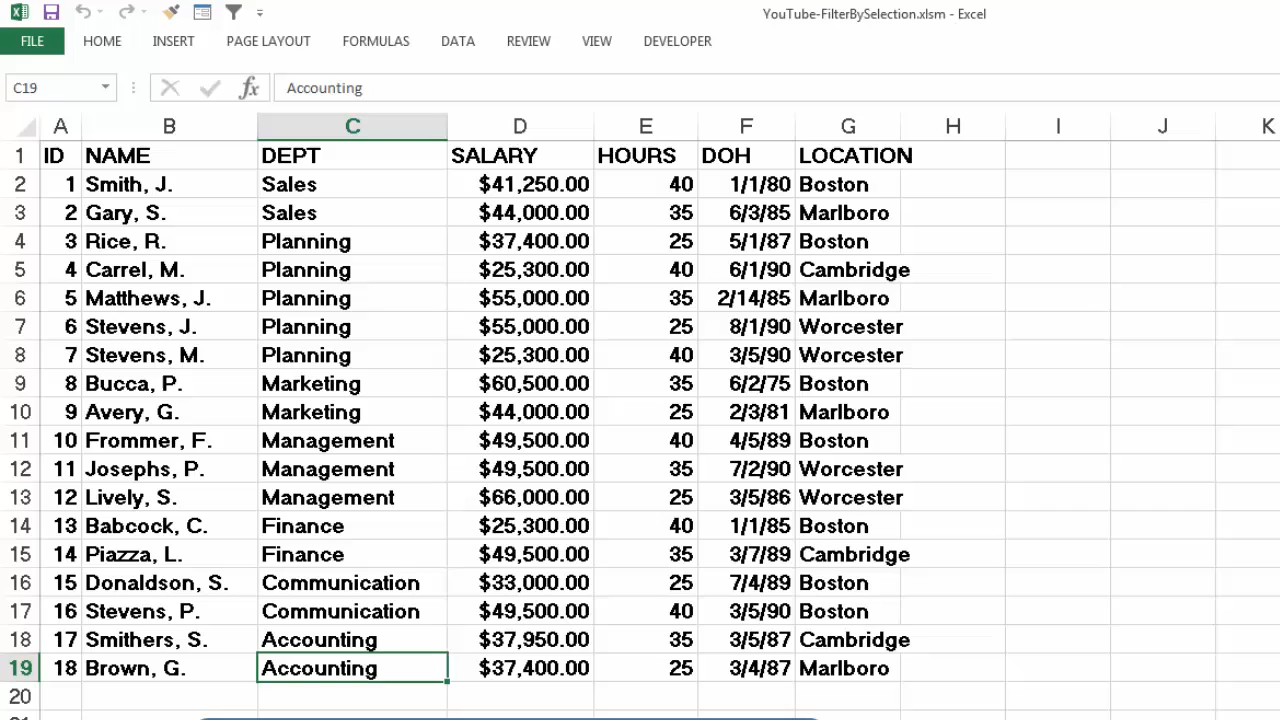 YouTube-FilterBySelection.xlsm - Excel
FILE HOME INSERT PAGE LAYOUT FORMULAS DATA REVIEW VIEW DEVELOPER
C19 fx Accounting
A B C D E F G H I J K
1 ID NAME DEPT SALARY HOURS DOH LOCATION
2 1 Smith, J. Sales $41,250.00 40 1/1/80 Boston
3 2 Gary, S. Sales $44,000.00 35 6/3/85 Marlboro
4 3 Rice, R. Planning $37,400.00 25 5/1/87 Boston
5 4 Carrel, M. Planning $25,300.00 40 6/1/90 Cambridge
6 5 Matthews, J. Planning $55,000.00 35 2/14/85 Marlboro
7 6 Stevens, J. Planning $55,000.00 25 8/1/90 Worcester
8 7 Stevens, M. Planning $25,300.00 40 3/5/90 Worcester
9 8 Bucca, P. Marketing $60,500.00 35 6/2/75 Boston
10 9 Avery, G. Marketing $44,000.00 25 2/3/81 Marlboro
11 10 Frommer, F. Management $49,500.00 40 4/5/89 Boston
12 11 Josephs, P. Management $49,500.00 35 7/2/90 Worcester
13 12 Lively, S. Management $66,000.00 25 3/5/86 Worcester
14 13 Babcock, C. Finance $25,300.00 40 1/1/85 Boston
15 14 Piazza, L. Finance $49,500.00 35 3/7/89 Cambridge
16 15 Donaldson, S. Communication $33,000.00 25 7/4/89 Boston
17 16 Stevens, P. Communication $49,500.00 40 3/5/90 Boston
18 17 Smithers, S. Accounting $37,950.00 35 3/5/87 Cambridge
19 18 Brown, G. Accounting $37,400.00 25 3/4/87 Marlboro
20